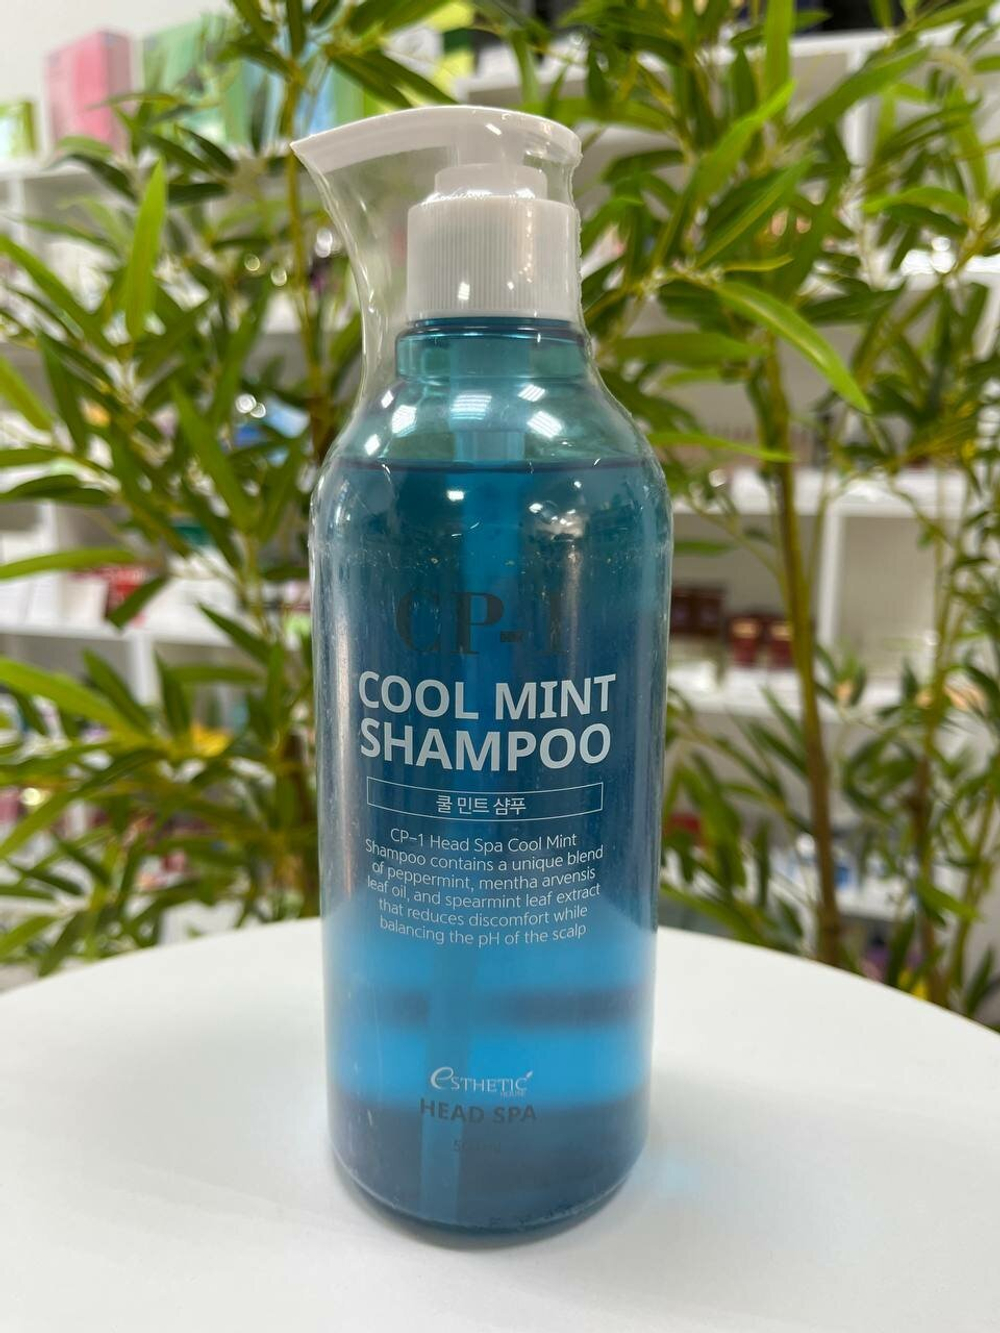 CP-1
COOL MINT
SHAMPOO
쿨 민트 샴푸
CP-1 Head Spa Cool Mint
Shampoo contains a unique blend
of peppermint, mentha arvensis
leaf oil, and spearmint leaf extract
that reduces discomfort while
balancing the pH of the scalp
eSTHETIC
HOUSE
HEAD SPA